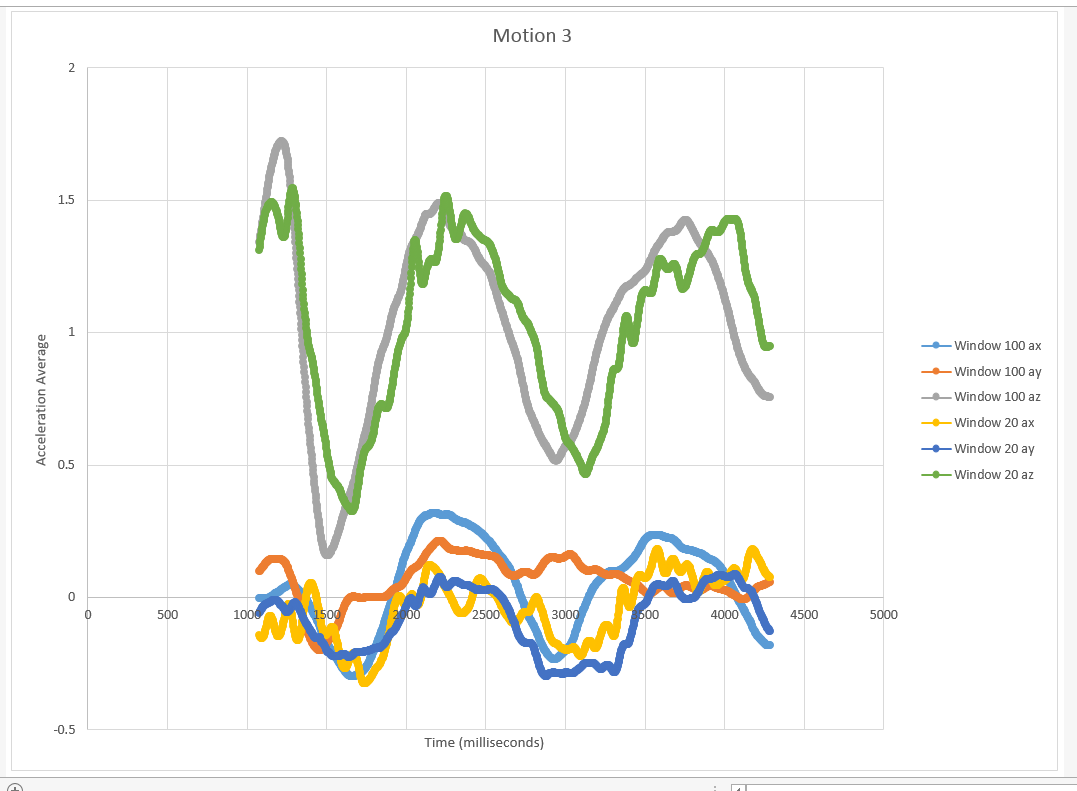 Motion 3
2
1.5
1
0.5
0
-0.5
Acceleration Average
0
500
1000
1500
2000
2500
3000
3500
4000
4500
5000
Time (milliseconds)
Window 100 ax
Window 100 ay
Window 100 az
Window 20 ax
Window 20 ay
Window 20 az